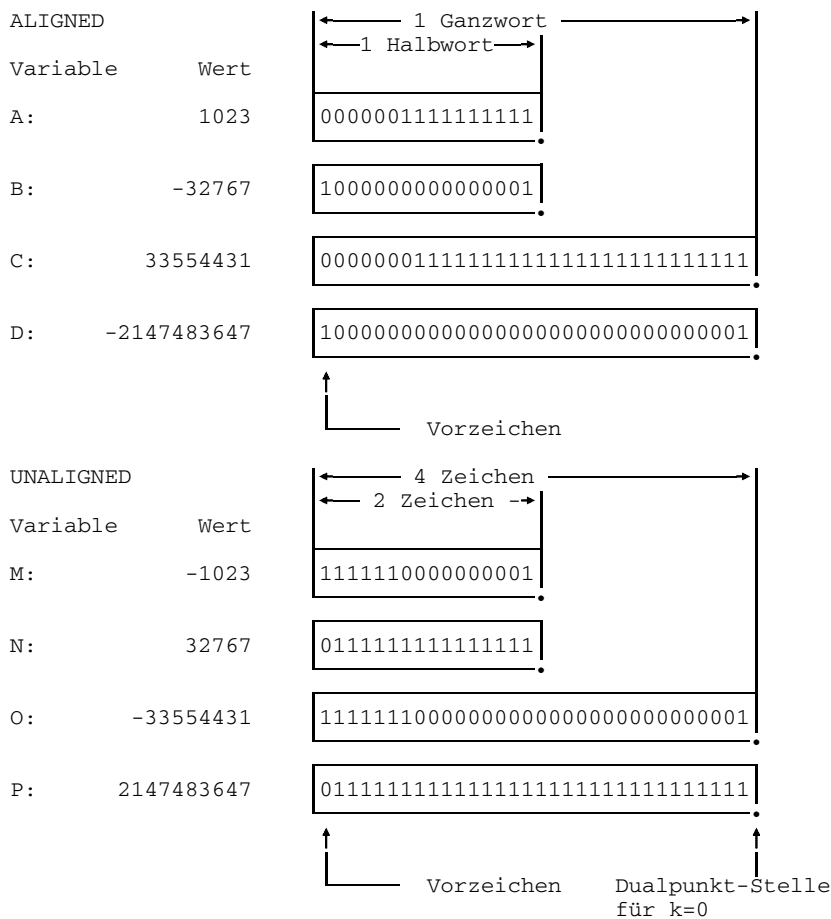 ALIGNED
1 Ganzwort
1 Halbwort
Variable Wert
A: 1023 0000001111111111
B: -32767 1000000000000001
C: 33554431 00000001111111111111111111111111
D: -2147483647 10000000000000000000000000000001
Vorzeichen
UNALIGNED
4 Zeichen
2 Zeichen
Variable Wert
M: -1023 1111110000000001
N: 32767 0111111111111111
O: -33554431 11111110000000000000000000000001
P: 2147483647 01111111111111111111111111111111
Vorzeichen Dualpunkt-Stelle
für k=0